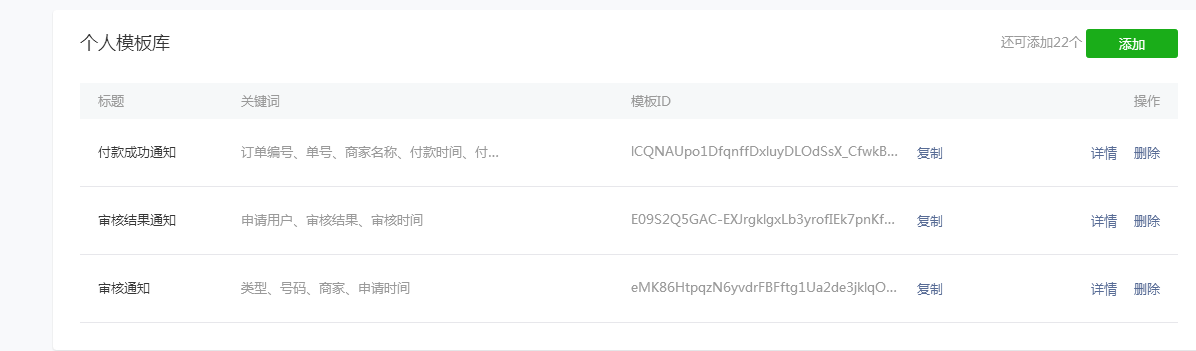 个人模板库 还可添加22个 添加
标题 关键词 模板ID 操作
付款成功通知 订单编号、单号、商家名称、付款时间、付... lCQNAUpo1DfqnffDxluyDLOdSsX_CfwkB... 复制 详情 删除
审核结果通知 申请用户、审核结果、审核时间 E09S2Q5GAC-EXJrgklgxLb3yrofIEk7pnKf... 复制 详情 删除
审核通知 类型、号码、商家、申请时间 eMK86HtpqzN6yvdrFBFftg1Ua2de3jklqO... 复制 详情 删除